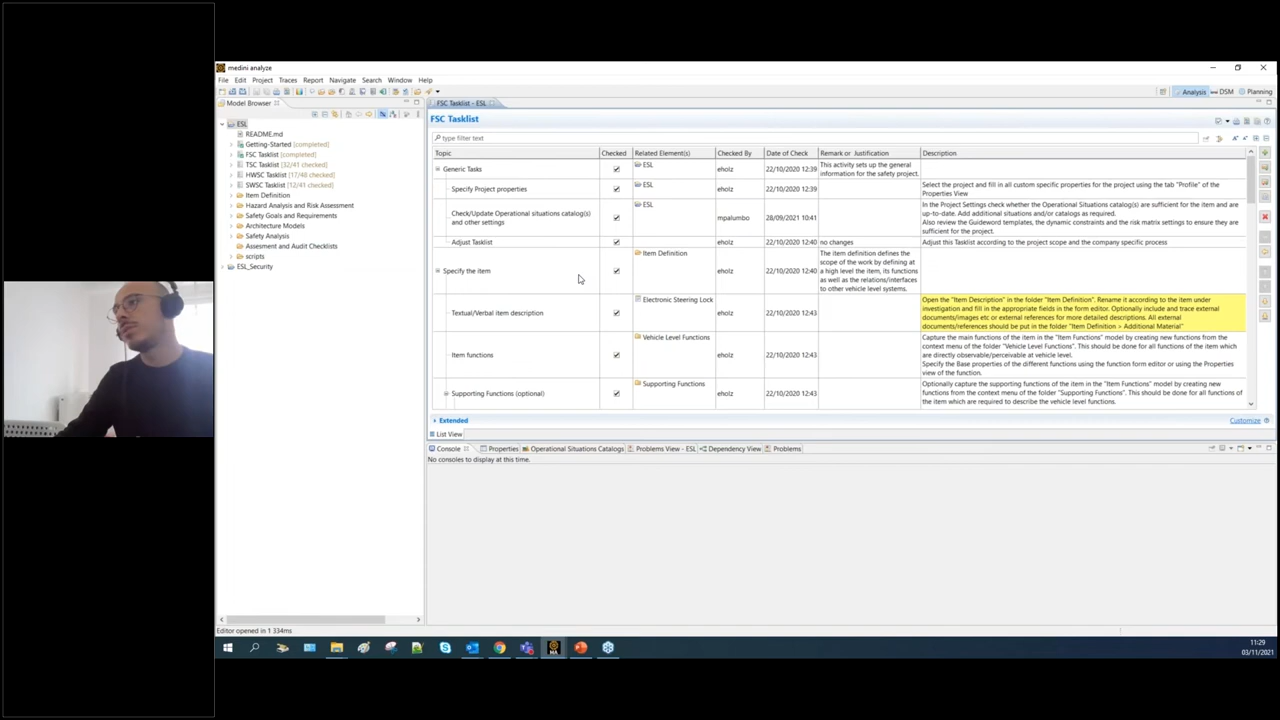 medini analyze
File Edit Project Traces Report Navigate Search Analysis Window Help
Analysis DSM Planning
Model Browser
ESL
README.md
Getting-Started [completed]
FSC Tasklist [completed]
TSC Tasklist [32/41 checked]
HWSC Tasklist [17/48 checked]
SWSC Tasklist [12/41 checked]
Item Definition
Hazard Analysis and Risk Assessment
Safety Goals and Requirements
Architecture Models
Safety Analysis
Assesment and Audit Checklists
scripts
ESL_Security
FSC Tasklist - ESL
FSC Tasklist
type filter text
Topic Checked Related Element(s) Checked By Date of Check Remark or Justification Description
Generic Tasks ESL eholz 22/10/2020 12:39 This activity sets up the general
information for the safety project.
Specify Project properties ESL eholz 22/10/2020 12:39 Select the project and fill in all custom specific properties for the project using the tab "Profile" of the
Properties View
Check/Update Operational situations catalog(s)
and other settings
ESL mpalumbo 28/09/2021 10:41
In the Project Settings check whether the Operational Situations catalog(s) are sufficient for the item and are
up-to-date. Add additional situations and/or catalogs as required.
Also review the Guideword templates, the dynamic constraints and the risk matrix settings to ensure they are
sufficient for the project.
Adjust Tasklist eholz 22/10/2020 12:40 no changes Adjust this Tasklist according to the project scope and the company specific process
Specify the item Item Definition eholz 22/10/2020 12:40
The item definition defines the
scope of the work by defining at
a high level the item, its functions
as well as the relations/interfaces
to other vehicle level systems.
Textual/Verbal item description Electronic Steering Lock eholz 22/10/2020 12:43
Open the "Item Description" in the folder "Item Definition". Rename it according to the item under
investigation and fill in the appropriate fields in the form editor. Optionally include and trace external
documents/images etc or external references for more detailed descriptions. All external
documents/references should be put in the folder "Item Definition > Additional Material"
Item functions Vehicle Level Functions eholz 22/10/2020 12:43
Capture the main functions of the item in the "Item Functions" model by creating new functions from the
context menu of the folder "Vehicle Level Functions". This should be done for all functions of the item which
are directly observable/perceivable at vehicle level.
Specify the Base properties of the different functions using the function form editor or using the Properties
view of the function.
Supporting Functions (optional) Supporting Functions eholz 22/10/2020 12:43
Optionally capture the supporting functions of the item in the "Item Functions" model by creating new
functions from the context menu of the folder "Supporting Functions". This should be done for all functions of
the item which are required to describe the vehicle level functions.
Extended Customize
List View
Console Properties Operational Situations Catalogs Problems View - ESL Dependency View Problems
No consoles to display at this time.
Editor opened in 1 334ms
11:29
03/11/2021